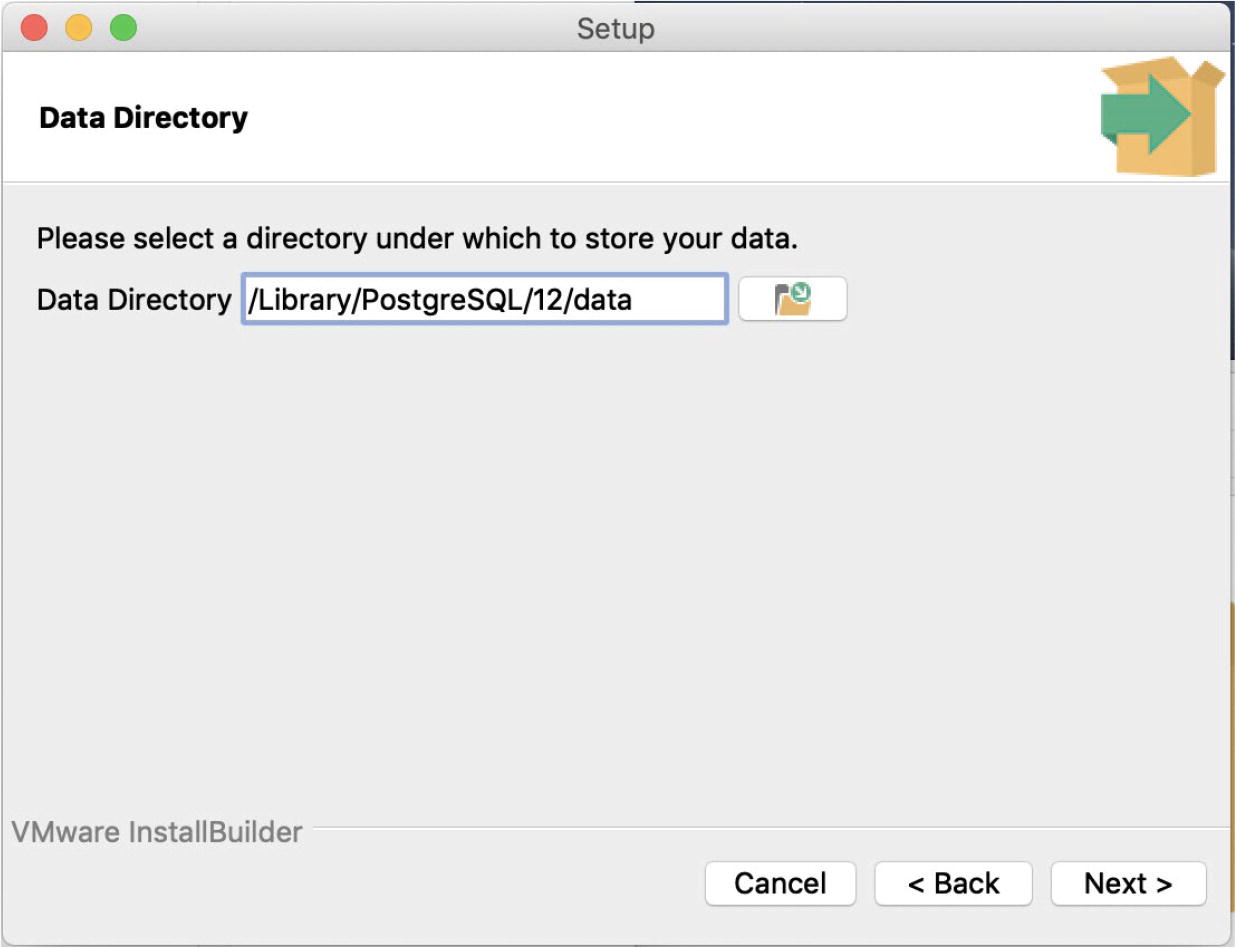 Setup
Data Directory
Please select a directory under which to store your data.
Data Directory /Library/PostgreSQL/12/data
VMware InstallBuilder
Cancel < Back Next >